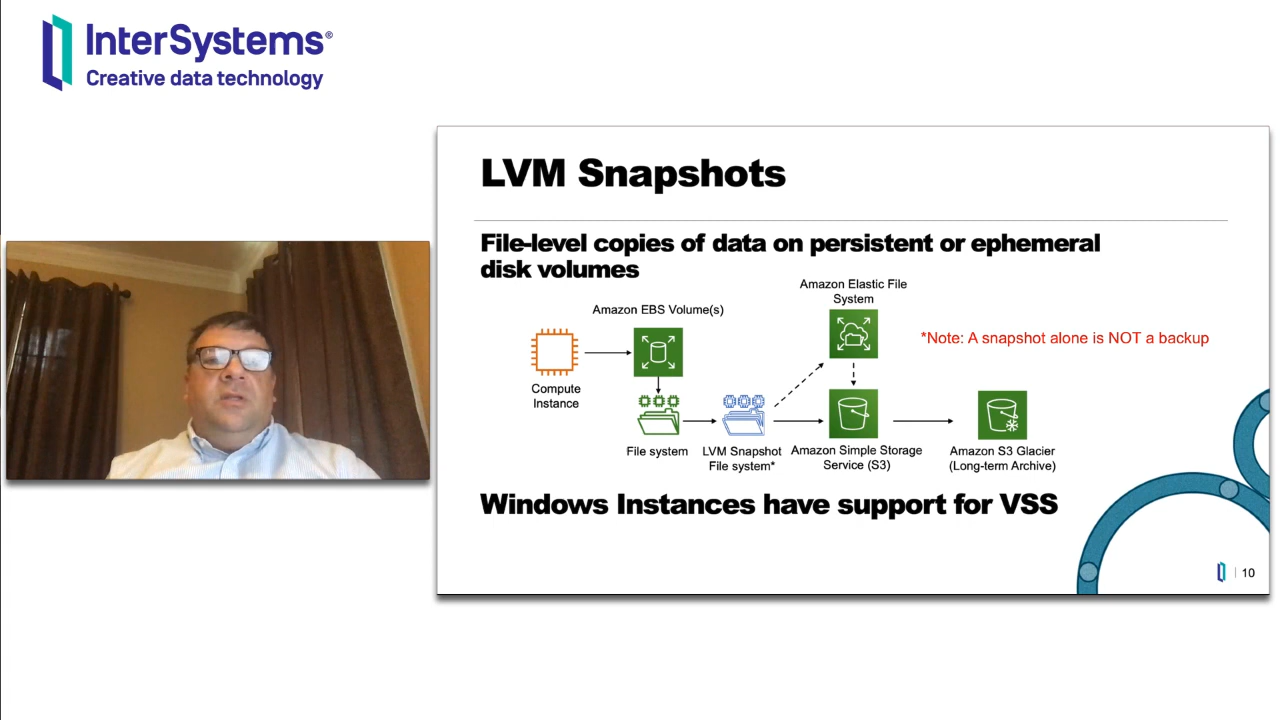 InterSystems®
Creative data technology
LVM Snapshots
File-level copies of data on persistent or ephemeral
disk volumes
Amazon Elastic File
System
Amazon EBS Volume(s)
*Note: A snapshot alone is NOT a backup
Compute
Instance
File system
LVM Snapshot
File system*
Amazon Simple Storage
Service (S3)
Amazon S3 Glacier
(Long-term Archive)
Windows Instances have support for VSS
10